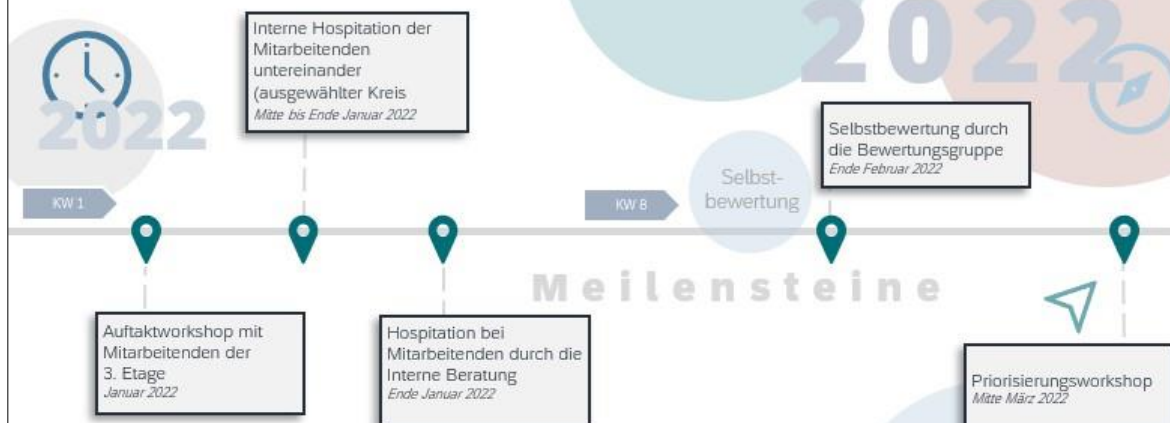 2022
KW 1
Interne Hospitation der
Mitarbeitenden
untereinander
(ausgewählter Kreis
Mitte bis Ende Januar 2022
2022
Selbstbewertung durch
die Bewertungsgruppe
Ende Februar 2022
KW 8
Selbst-
bewertung
Meilensteine
Auftaktworkshop mit
Mitarbeitenden der
3. Etage
Januar 2022
Hospitation bei
Mitarbeitenden durch die
Interne Beratung
Ende Januar 2022
Priorisierungsworkshop
Mitte März 2022